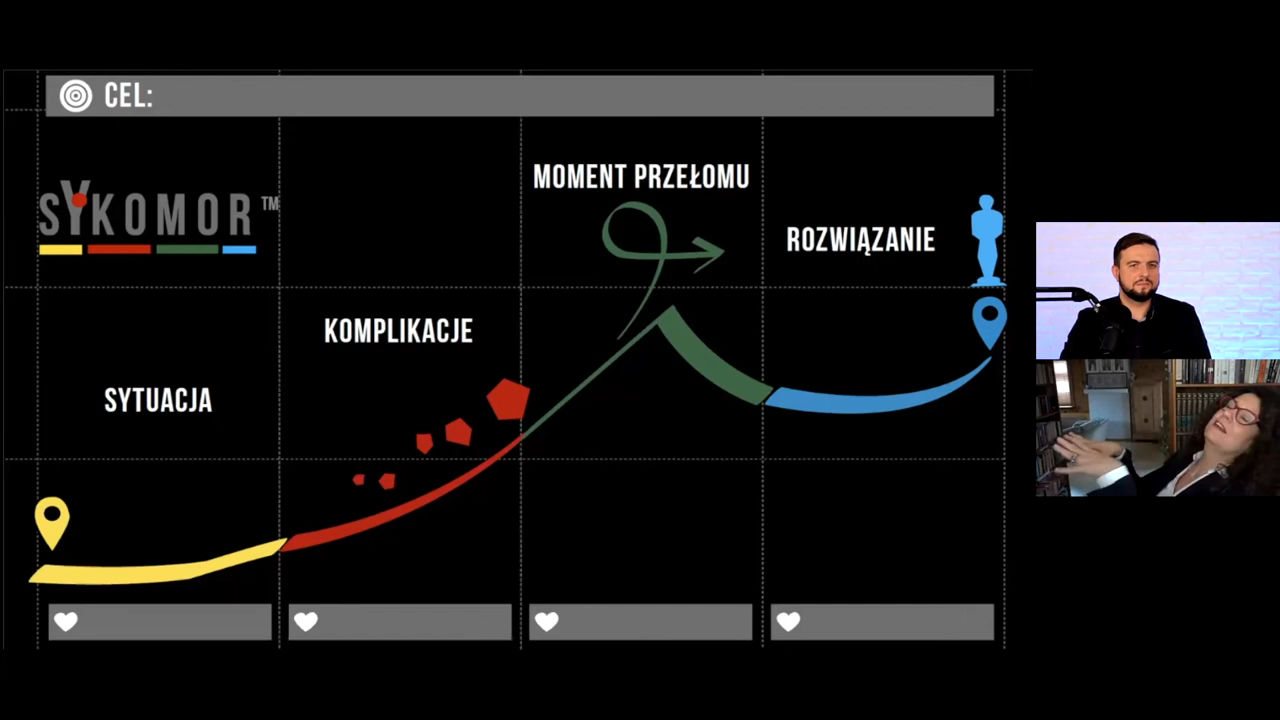 CEL:
SYKOMOR™
MOMENT PRZEŁOMU
ROZWIĄZANIE
KOMPLIKACJE
SYTUACJA